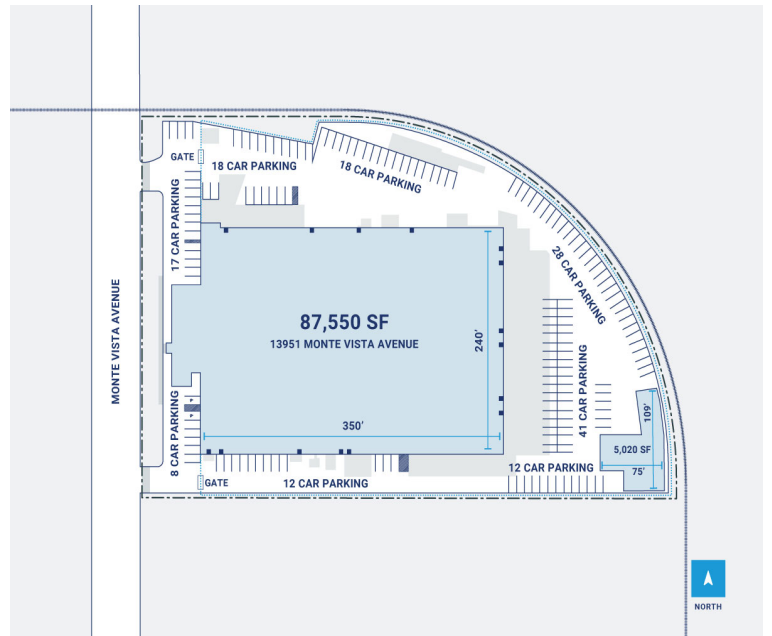 GATE
18 CAR PARKING
18 CAR PARKING
17 CAR PARKING
28 CAR PARKING
MONTE VISTA AVENUE
87,550 SF
13951 MONTE VISTA AVENUE
240'
350'
41 CAR PARKING
8 CAR PARKING
109'
5,020 SF
75'
12 CAR PARKING
GATE
12 CAR PARKING
NORTH